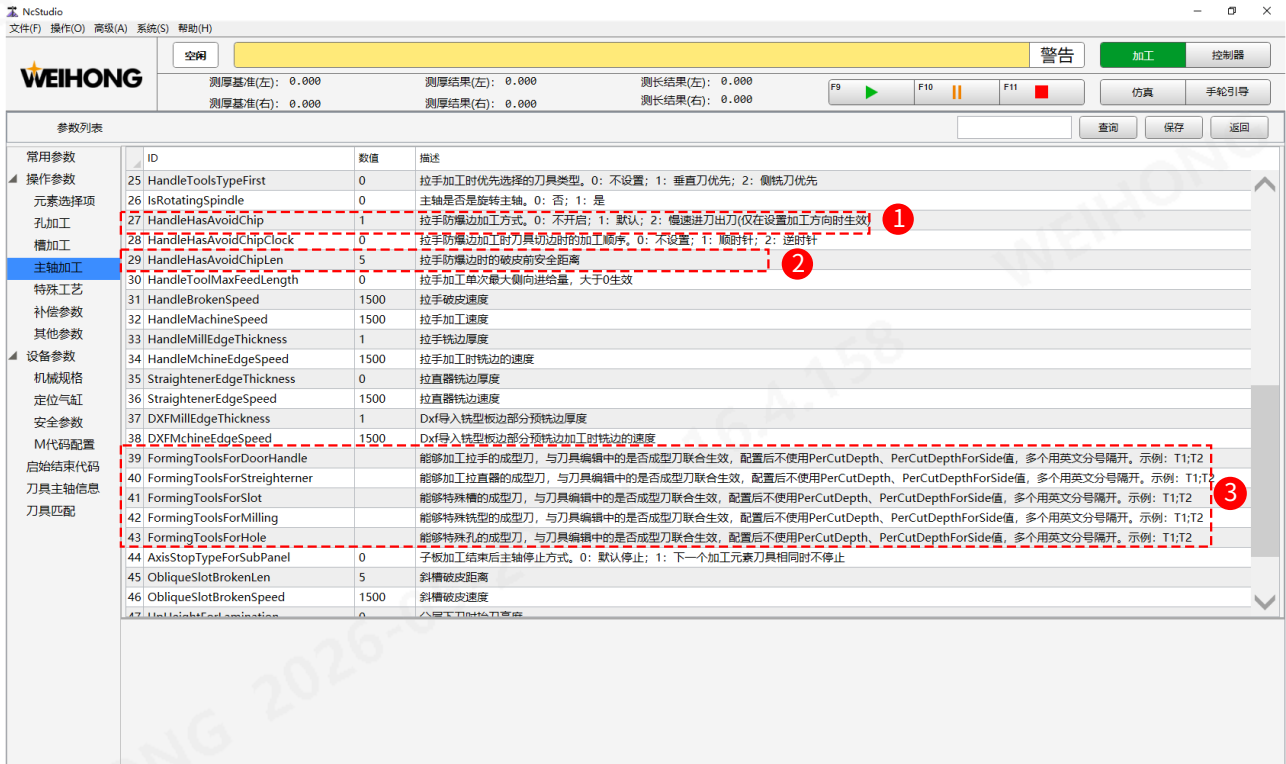 NcStudio
文件(F) 操作(O) 高级(A) 系统(S) 帮助(H)
WEIHONG
空闲
警告
加工
控制器
测厚基准(左): 0.000 测厚结果(左): 0.000 测长结果(左): 0.000
测厚基准(右): 0.000 测厚结果(右): 0.000 测长结果(右): 0.000
F9 F10 F11
仿真
手轮引导
参数列表
查询 保存 返回
常用参数
操作参数
元素选择项
孔加工
槽加工
主轴加工
特殊工艺
补偿参数
其他参数
设备参数
机械规格
定位气缸
安全参数
M代码配置
启始结束代码
刀具主轴信息
刀具匹配
ID 数值 描述
25 HandleToolsTypeFirst 0 拉手加工时优先选择的刀具类型。0: 不设置; 1: 垂直刀优先; 2: 侧铣刀优先
26 IsRotatingSpindle 0 主轴是否是旋转主轴。0: 否; 1: 是
27 HandleHasAvoidChip 1 拉手防爆边加工方式。0: 不开启; 1: 默认; 2: 慢速进刀出刀(仅在设置加工方向时生效) 1
28 HandleHasAvoidChipClock 0 拉手防爆边加工时刀具切边时的加工顺序。0: 不设置; 1: 顺时针; 2: 逆时针
29 HandleHasAvoidChipLen 5 拉手防爆边时的破皮前安全距离 2
30 HandleToolMaxFeedLength 0 拉手加工单次最大侧向进给量, 大于0生效
31 HandleBrokenSpeed 1500 拉手破皮速度
32 HandleMachineSpeed 1500 拉手加工速度
33 HandleMillEdgeThickness 1 拉手铣边厚度
34 HandleMchineEdgeSpeed 1500 拉手加工时铣边的速度
35 StraightenerEdgeThickness 0 拉直器铣边厚度
36 StraightenerEdgeSpeed 1500 拉直器铣边速度
37 DXFMillEdgeThickness 1 Dxf导入铣型板边部分预铣边厚度
38 DXFMchineEdgeSpeed 1500 Dxf导入铣型板边部分预铣边加工时铣边的速度
39 FormingToolsForDoorHandle 能够加工拉手的成型刀, 与刀具编辑中的是否成型刀联合生效, 配置后不使用PerCutDepth、PerCutDepthForSide值, 多个用英文分号隔开。示例: T1;T2
40 FormingToolsForStreighterner 能够加工拉直器的成型刀, 与刀具编辑中的是否成型刀联合生效, 配置后不使用PerCutDepth、PerCutDepthForSide值, 多个用英文分号隔开。示例: T1;T2
41 FormingToolsForSlot 能够特殊槽的成型刀, 与刀具编辑中的是否成型刀联合生效, 配置后不使用PerCutDepth、PerCutDepthForSide值, 多个用英文分号隔开。示例: T1;T2 3
42 FormingToolsForMilling 能够特殊铣型的成型刀, 与刀具编辑中的是否成型刀联合生效, 配置后不使用PerCutDepth、PerCutDepthForSide值, 多个用英文分号隔开。示例: T1;T2
43 FormingToolsForHole 能够特殊孔的成型刀, 与刀具编辑中的是否成型刀联合生效, 配置后不使用PerCutDepth、PerCutDepthForSide值, 多个用英文分号隔开。示例: T1;T2
44 AxisStopTypeForSubPanel 0 子板加工结束后主轴停止方式。0: 默认停止; 1: 下一个加工元素刀具相同时不停止
45 ObliqueSlotBrokenLen 5 斜槽破皮距离
46 ObliqueSlotBrokenSpeed 1500 斜槽破皮速度
47 UpHeightForLamination 0 分层下刀时抬刀高度